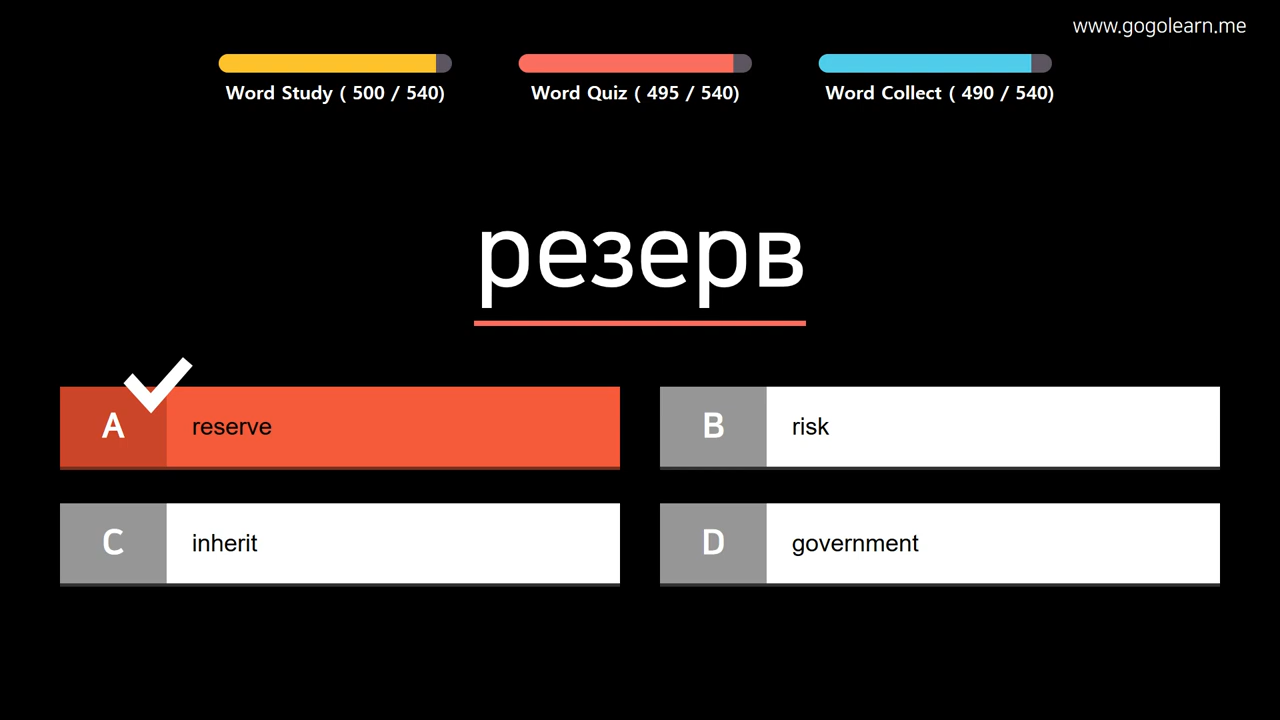 www.gogolearn.me
Word Study ( 500 / 540)
Word Quiz ( 495 / 540)
Word Collect ( 490 / 540)
резерв
A reserve
B risk
C inherit
D government